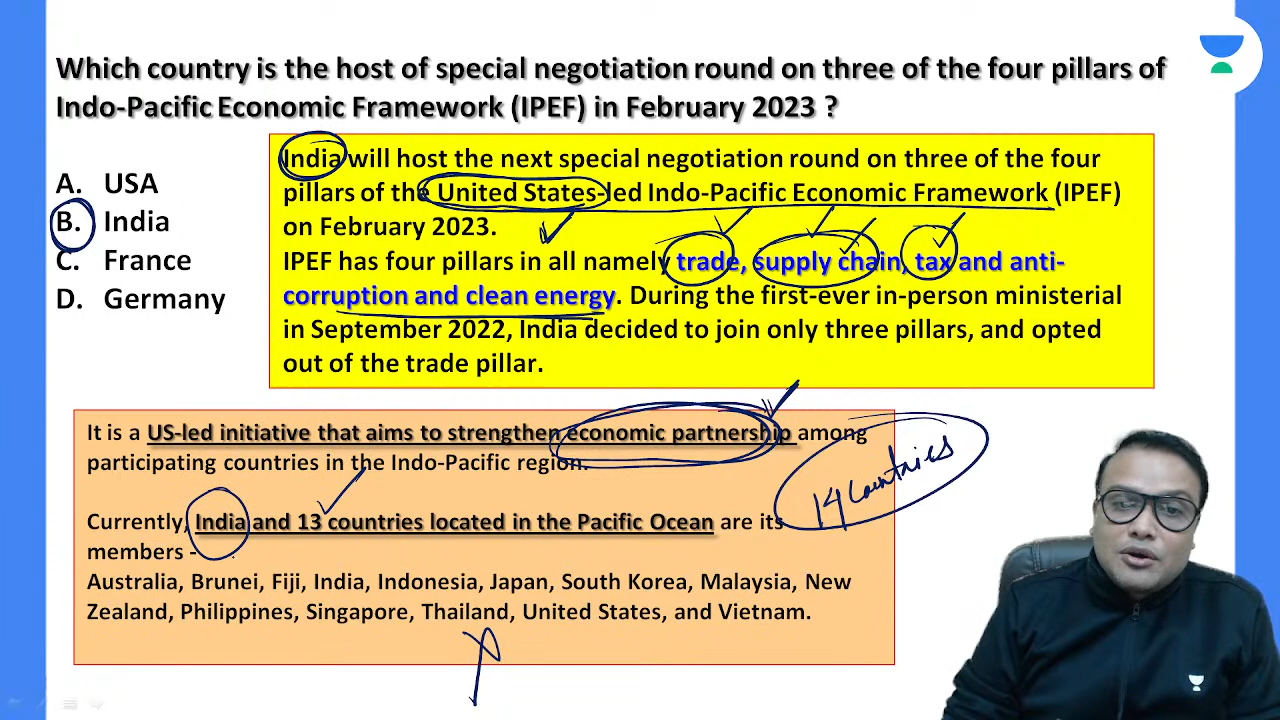 Which country is the host of special negotiation round on three of the four pillars of
Indo-Pacific Economic Framework (IPEF) in February 2023 ?
A. USA
B. India
C. France
D. Germany
India will host the next special negotiation round on three of the four
pillars of the United States-led Indo-Pacific Economic Framework (IPEF)
on February 2023.
IPEF has four pillars in all namely trade, supply chain, tax and anti-
corruption and clean energy. During the first-ever in-person ministerial
in September 2022, India decided to join only three pillars, and opted
out of the trade pillar.
It is a US-led initiative that aims to strengthen economic partnership among
participating countries in the Indo-Pacific region.
14 Countries
Currently, India and 13 countries located in the Pacific Ocean are its
members -
Australia, Brunei, Fiji, India, Indonesia, Japan, South Korea, Malaysia, New
Zealand, Philippines, Singapore, Thailand, United States, and Vietnam.